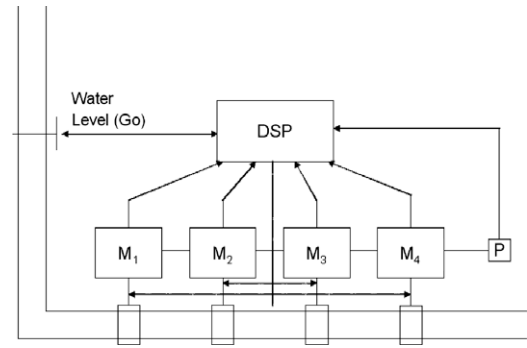 Water
Level (Go)
DSP
M₁
M₂
M₃
M₄
P